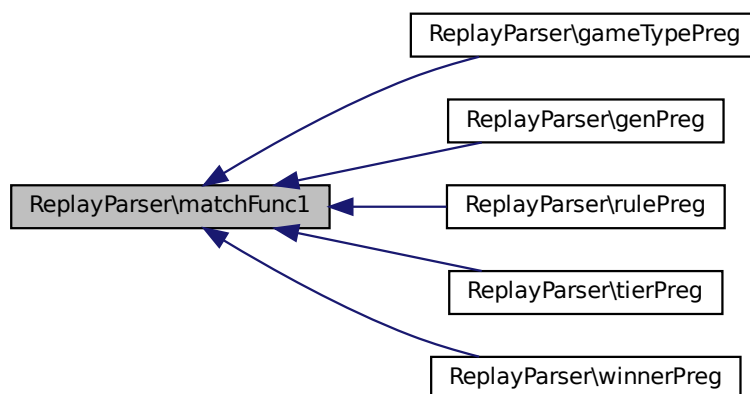 ReplayParser\gameTypePreg
ReplayParser\genPreg
ReplayParser\matchFunc1
ReplayParser\rulePreg
ReplayParser\tierPreg
ReplayParser\winnerPreg